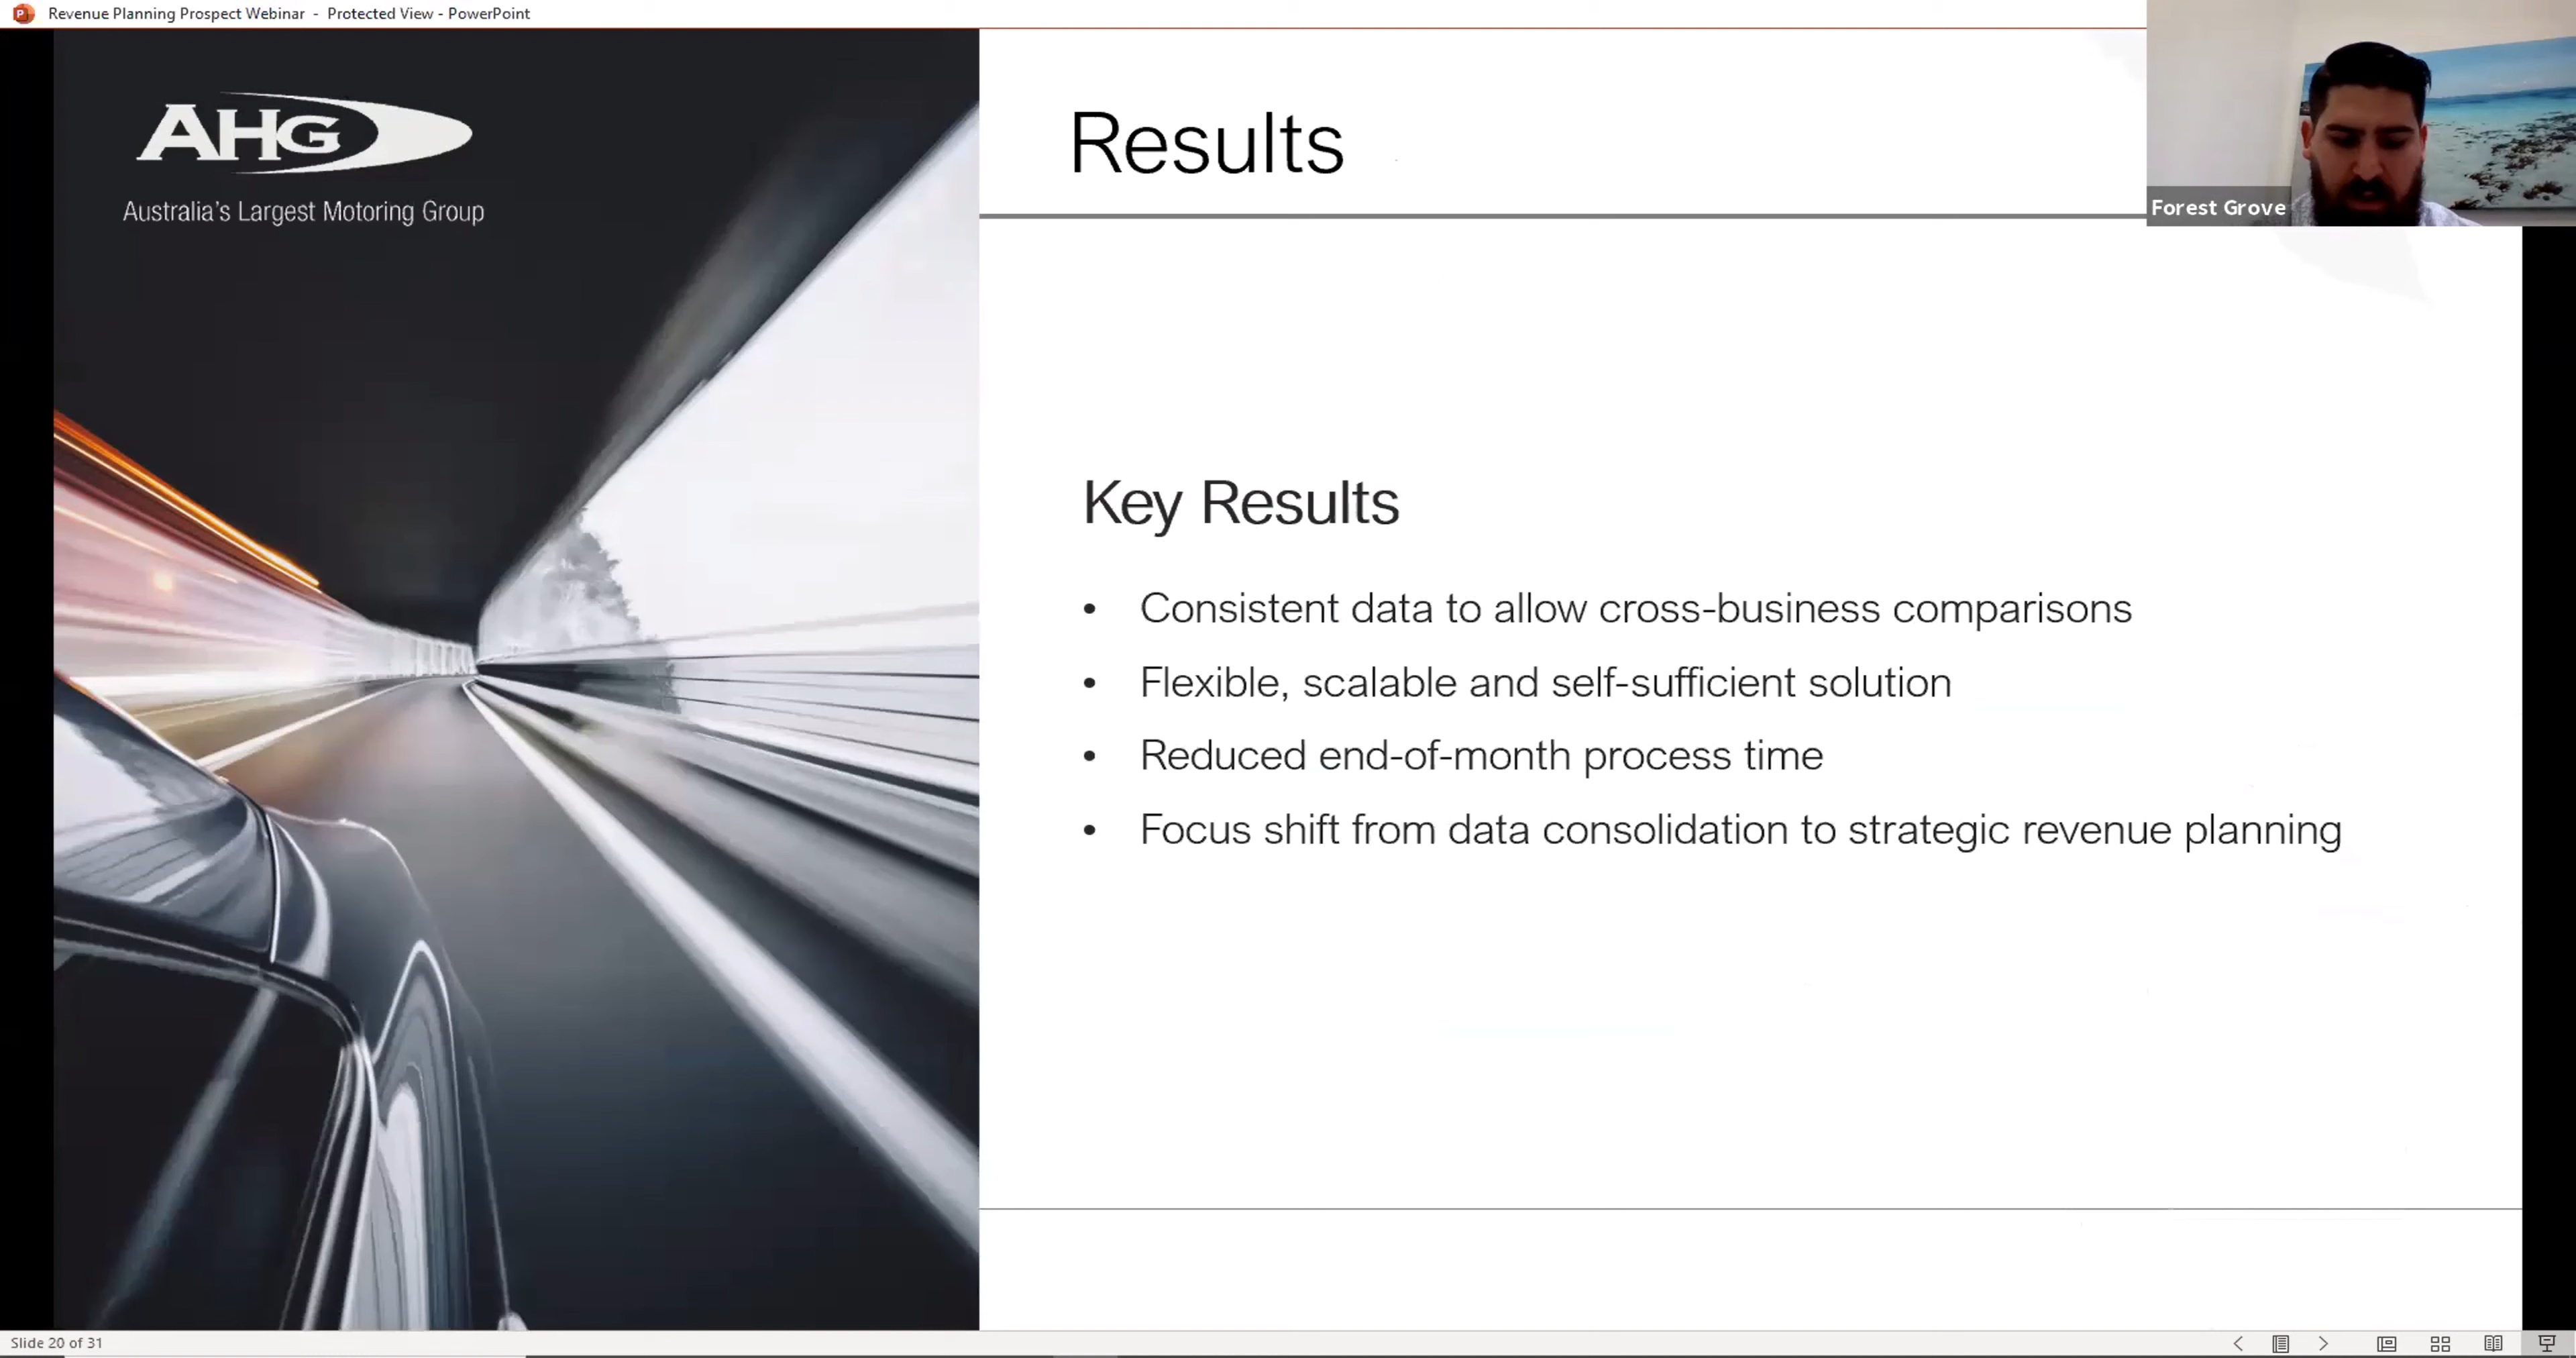 Revenue Planning Prospect Webinar - Protected View - PowerPoint
AHG
Australia's Largest Motoring Group
Results
Forest Grove
Key Results
• Consistent data to allow cross-business comparisons
• Flexible, scalable and self-sufficient solution
• Reduced end-of-month process time
• Focus shift from data consolidation to strategic revenue planning
Slide 20 of 31